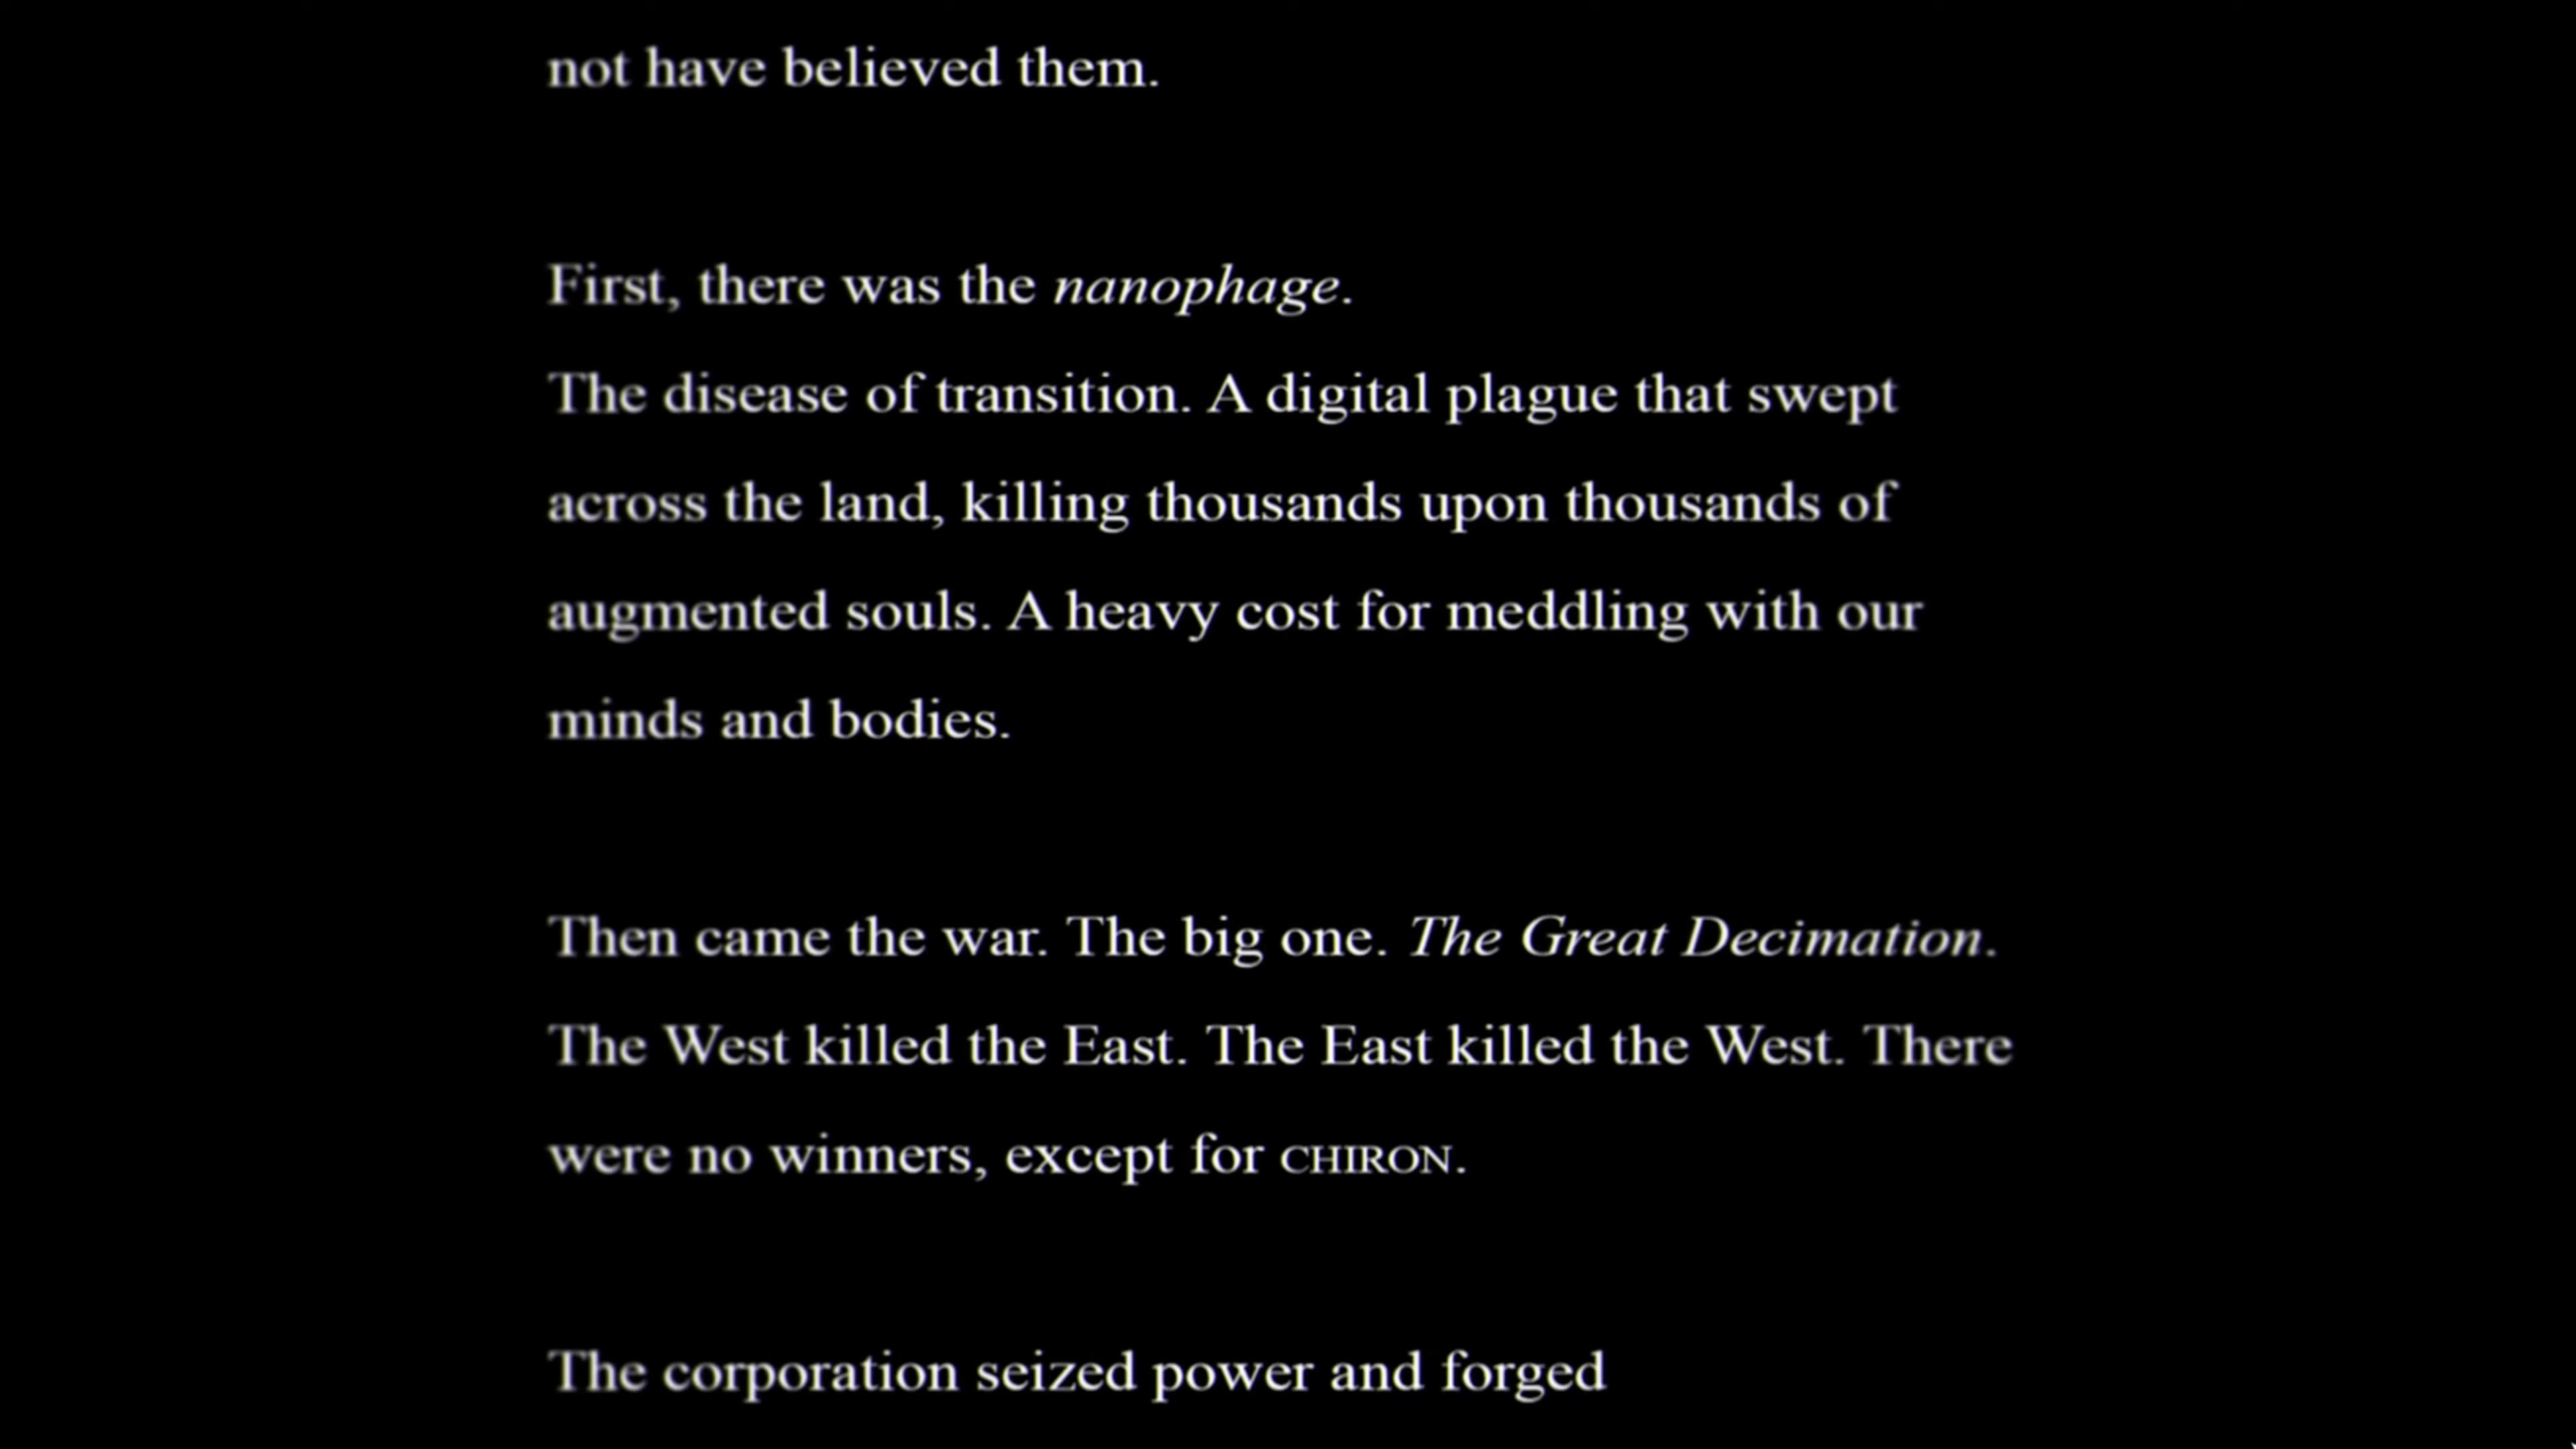 not have believed them.
First, there was the nanophage.
The disease of transition. A digital plague that swept
across the land, killing thousands upon thousands of
augmented souls. A heavy cost for meddling with our
minds and bodies.
Then came the war. The big one. The Great Decimation.
The West killed the East. The East killed the West. There
were no winners, except for CHIRON.
The corporation seized power and forged